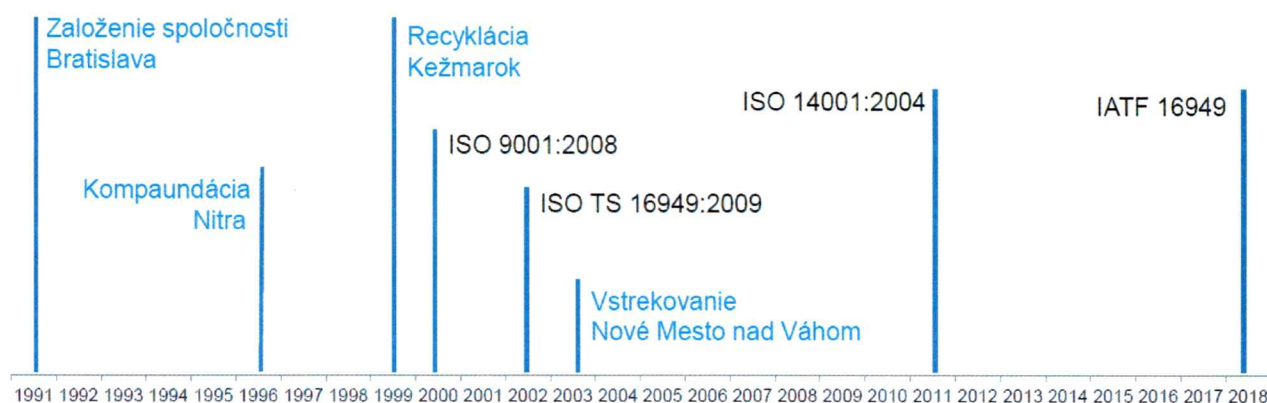 Založenie spoločnosti
Bratislava
Recyklácia
Kežmarok
ISO 14001:2004
IATF 16949
ISO 9001:2008
Kompaundácia
Nitra
ISO TS 16949:2009
Vstrekovanie
Nové Mesto nad Váhom
1991 1992 1993 1994 1995 1996 1997 1998 1999 2000 2001 2002 2003 2004 2005 2006 2007 2008 2009 2010 2011 2012 2013 2014 2015 2016 2017 2018